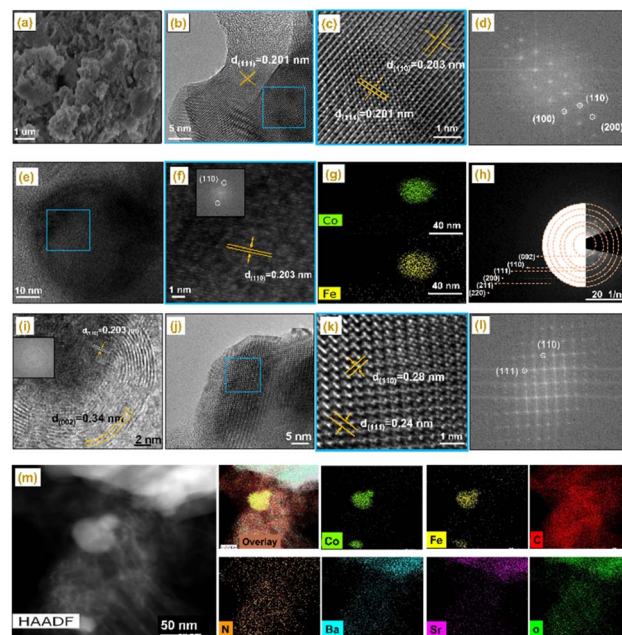 (a)
1 um
(b)
d(111)=0.201 nm
5 nm
(c)
d(110)=0.203 nm
d(111)=0.201 nm
1 nm
(d)
(110)
(100)
(200)
(e)
10 nm
(f)
(110)
d(110)=0.203 nm
1 nm
(g)
Co
40 nm
Fe
40 nm
(h)
(002)
(110)
(111)
(200)
(211)
(220)
20 1/nm
(i)
d(110)=0.203 nm
d(002)=0.34 nm
2 nm
(j)
5 nm
(k)
d(110)=0.28 nm
d(111)=0.24 nm
1 nm
(l)
(110)
(111)
(m)
HAADF
50 nm
Overlay
Co
Fe
C
N
Ba
Sr
o